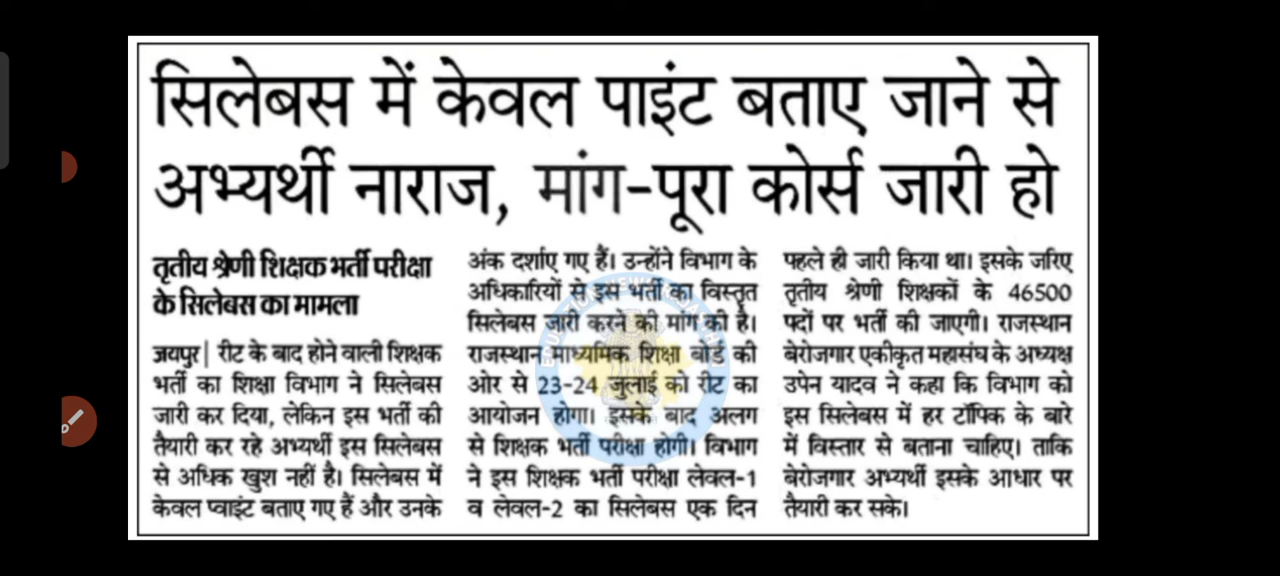 सिलेबस में केवल पाइंट बताए जाने से
अभ्यर्थी नाराज, मांग-पूरा कोर्स जारी हो
तृतीय श्रेणी शिक्षक भर्ती परीक्षा
के सिलेबस का मामला
जयपुर| रीट के बाद होने वाली शिक्षक
भर्ती का शिक्षा विभाग ने सिलेबस
जारी कर दिया, लेकिन इस भर्ती की
तैयारी कर रहे अभ्यर्थी इस सिलेबस
से अधिक खुश नहीं है। सिलेबस में
केवल प्वाइंट बताए गए हैं और उनके
अंक दर्शाए गए हैं। उन्होंने विभाग के
अधिकारियों से इस भर्ती का विस्तृत
सिलेबस जारी करने की मांग की है।
राजस्थान माध्यमिक शिक्षा बोर्ड की
ओर से 23-24 जुलाई को रीट का
आयोजन होगा। इसके बाद अलग
से शिक्षक भर्ती परीक्षा होगी। विभाग
ने इस शिक्षक भर्ती परीक्षा लेवल-1
व लेवल-2 का सिलेबस एक दिन
पहले ही जारी किया था। इसके जरिए
तृतीय श्रेणी शिक्षकों के 46500
पदों पर भर्ती की जाएगी। राजस्थान
बेरोजगार एकीकृत महासंघ के अध्यक्ष
उपेन यादव ने कहा कि विभाग को
इस सिलेबस में हर टॉपिक के बारे
में विस्तार से बताना चाहिए। ताकि
बेरोजगार अभ्यर्थी इसके आधार पर
तैयारी कर सके।